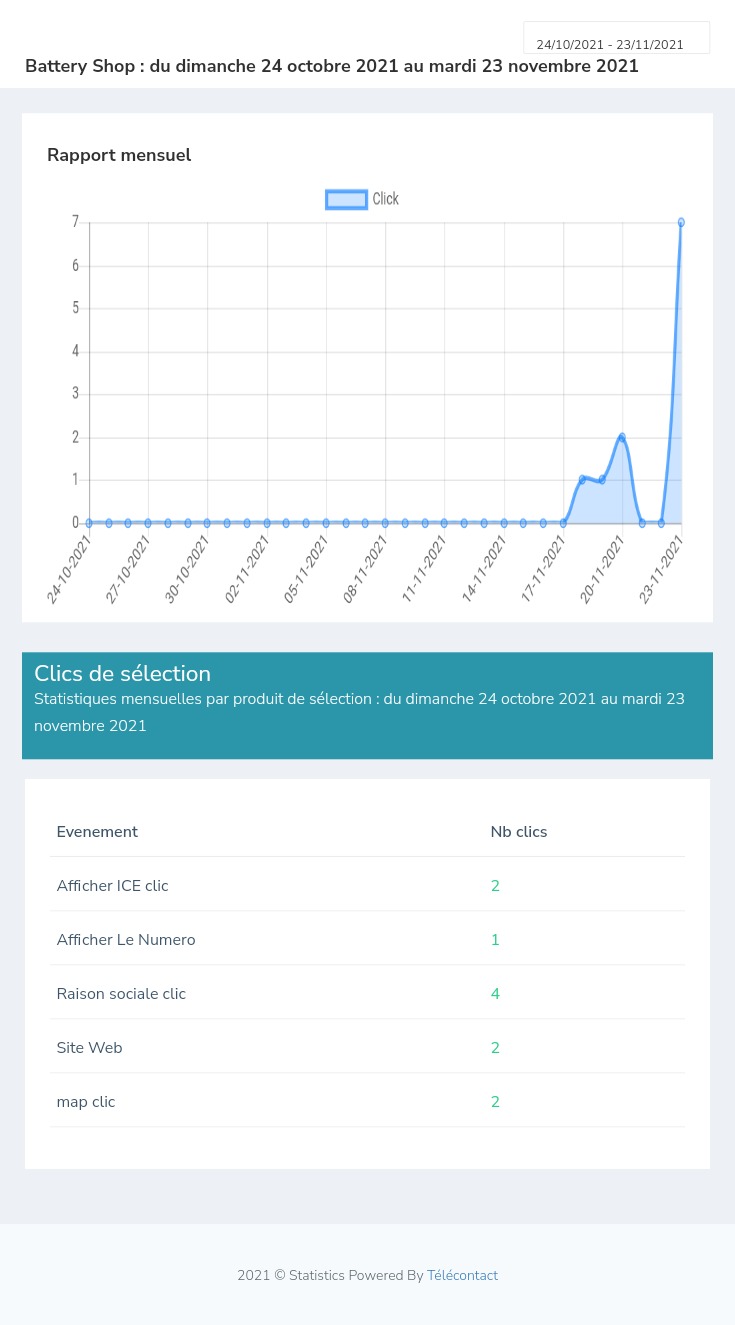 24/10/2021 - 23/11/2021
Battery Shop : du dimanche 24 octobre 2021 au mardi 23 novembre 2021
Rapport mensuel
Click
7
6
5
4
3
2
1
0
24-10-2021 27-10-2021 30-10-2021 02-11-2021 05-11-2021 08-11-2021 11-11-2021 14-11-2021 17-11-2021 20-11-2021 23-11-2021
Clics de sélection
Statistiques mensuelles par produit de sélection : du dimanche 24 octobre 2021 au mardi 23
novembre 2021
Evenement Nb clics
Afficher ICE clic 2
Afficher Le Numero 1
Raison sociale clic 4
Site Web 2
map clic 2
2021 © Statistics Powered By Télécontact